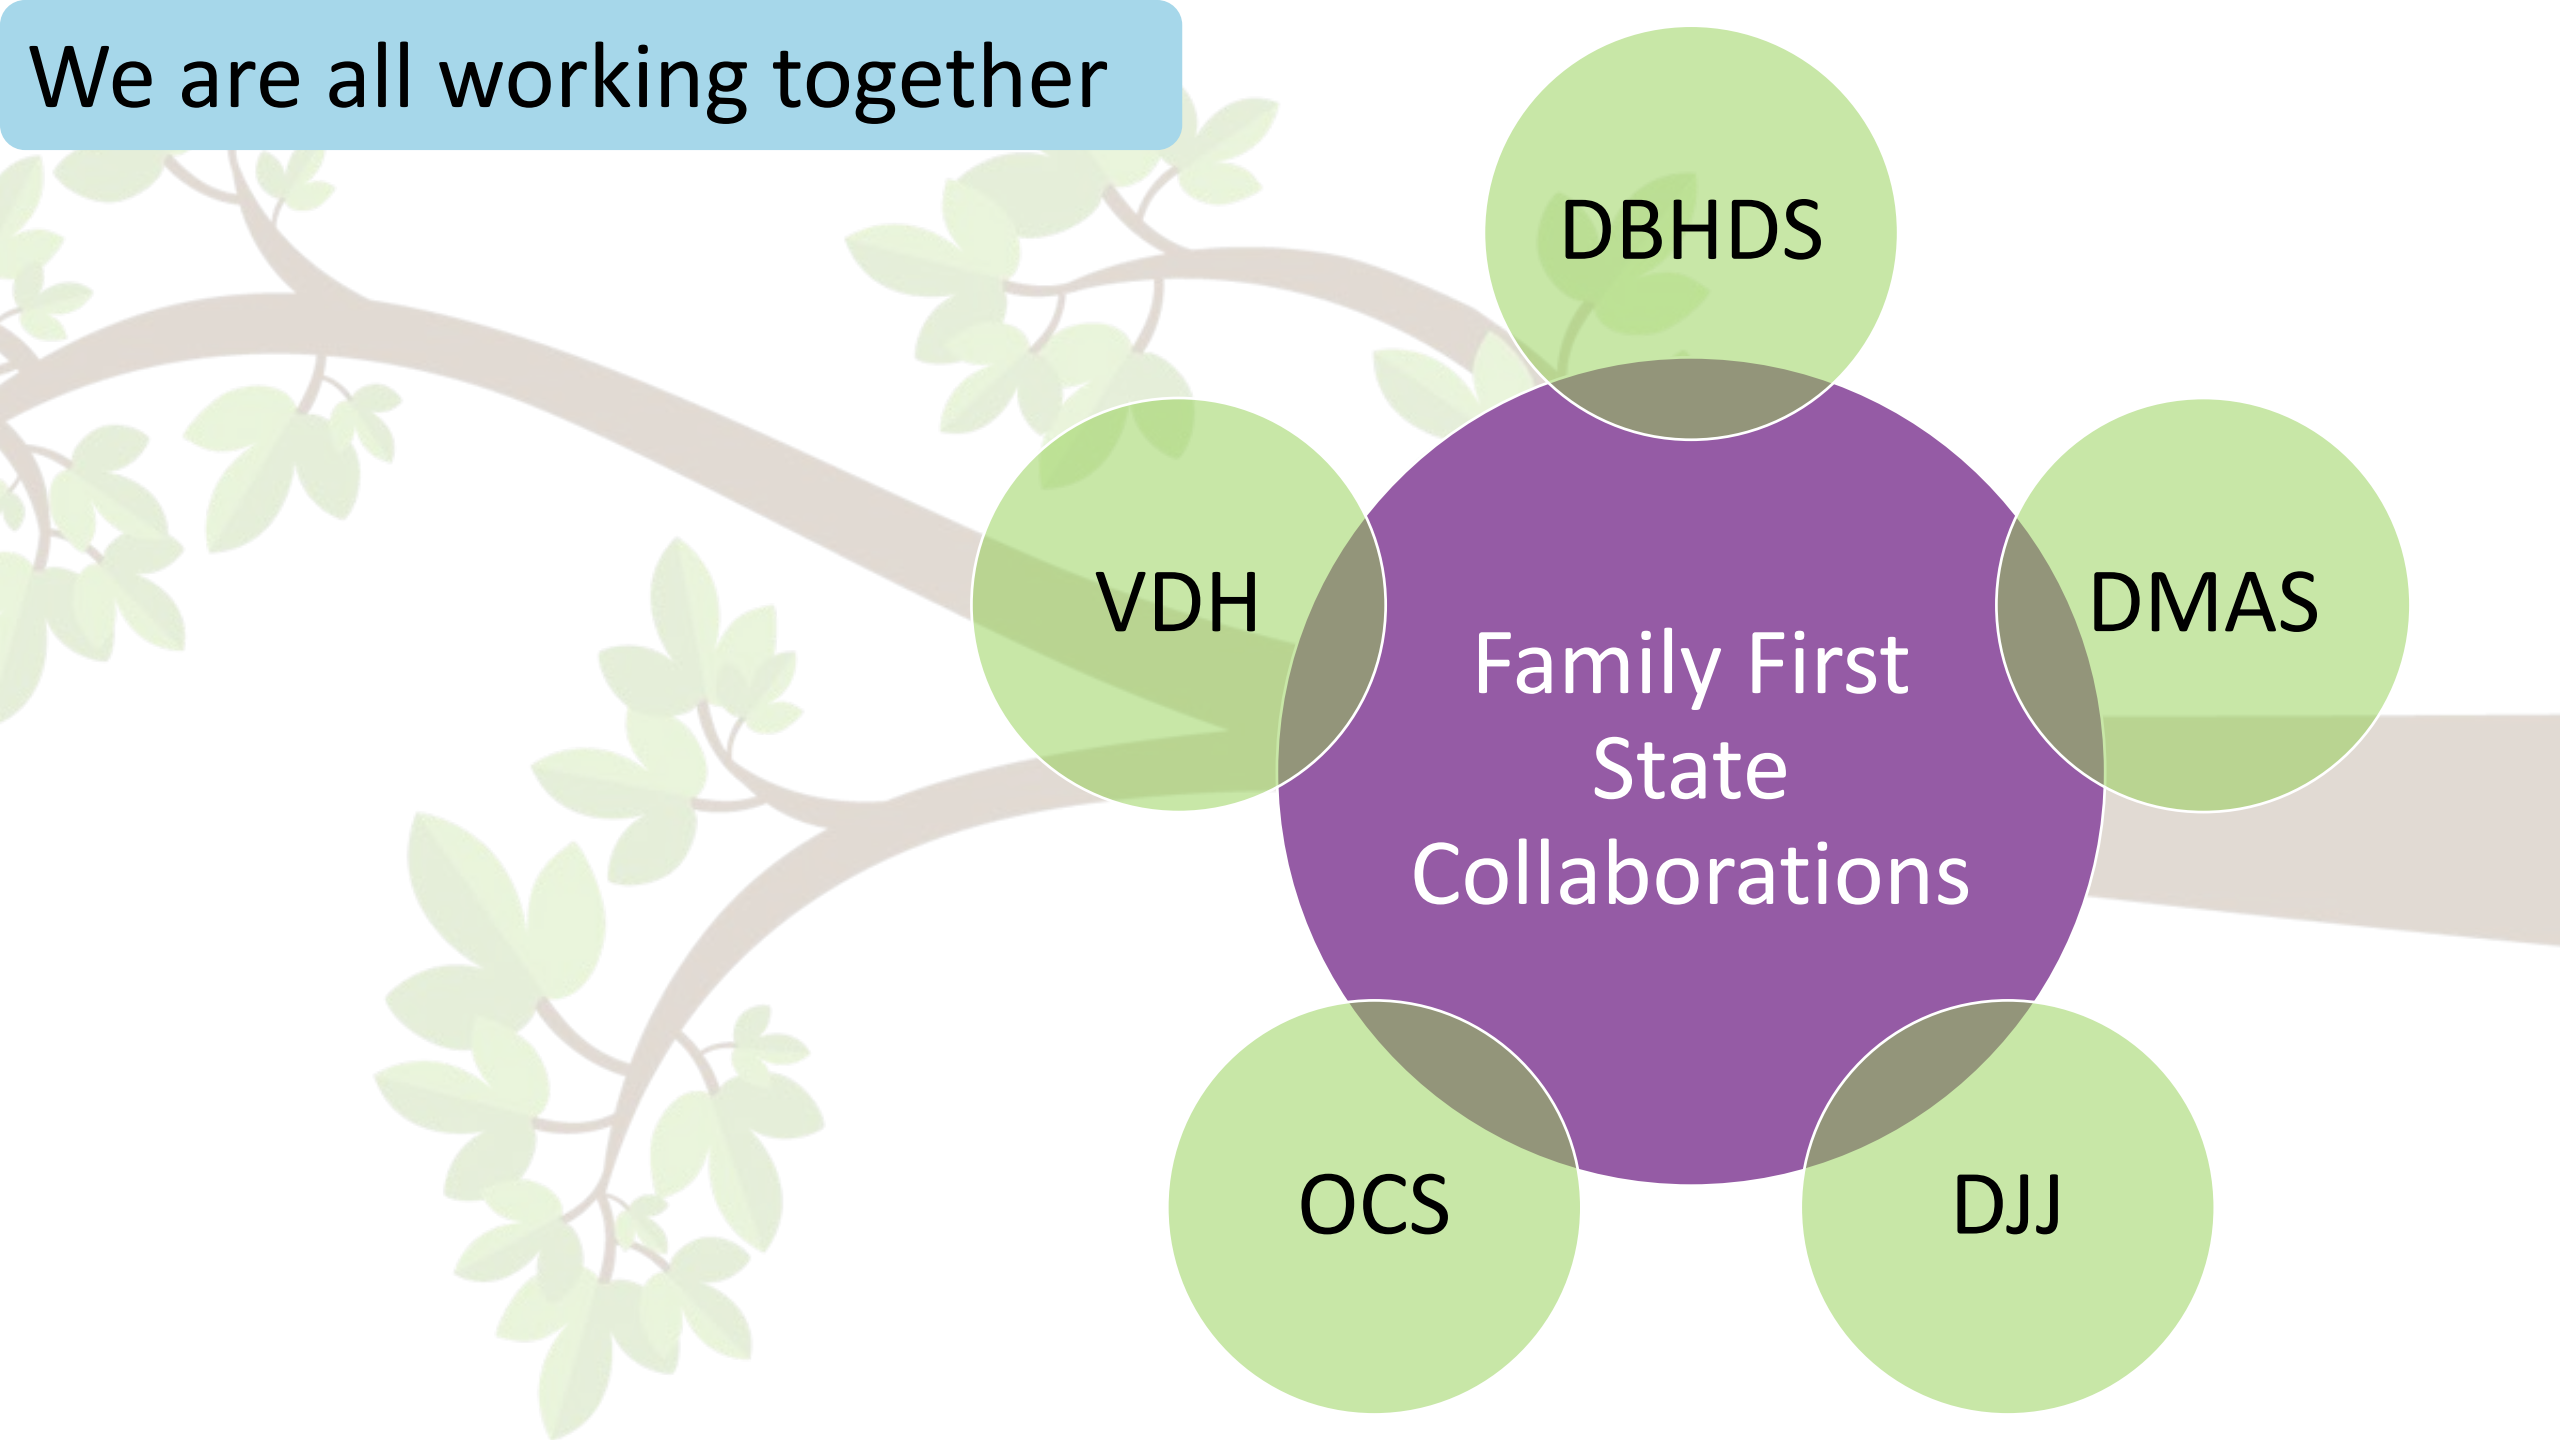 We are all working together
DBHDS
VDH
DMAS
Family First
State
Collaborations
OCS
DJJ